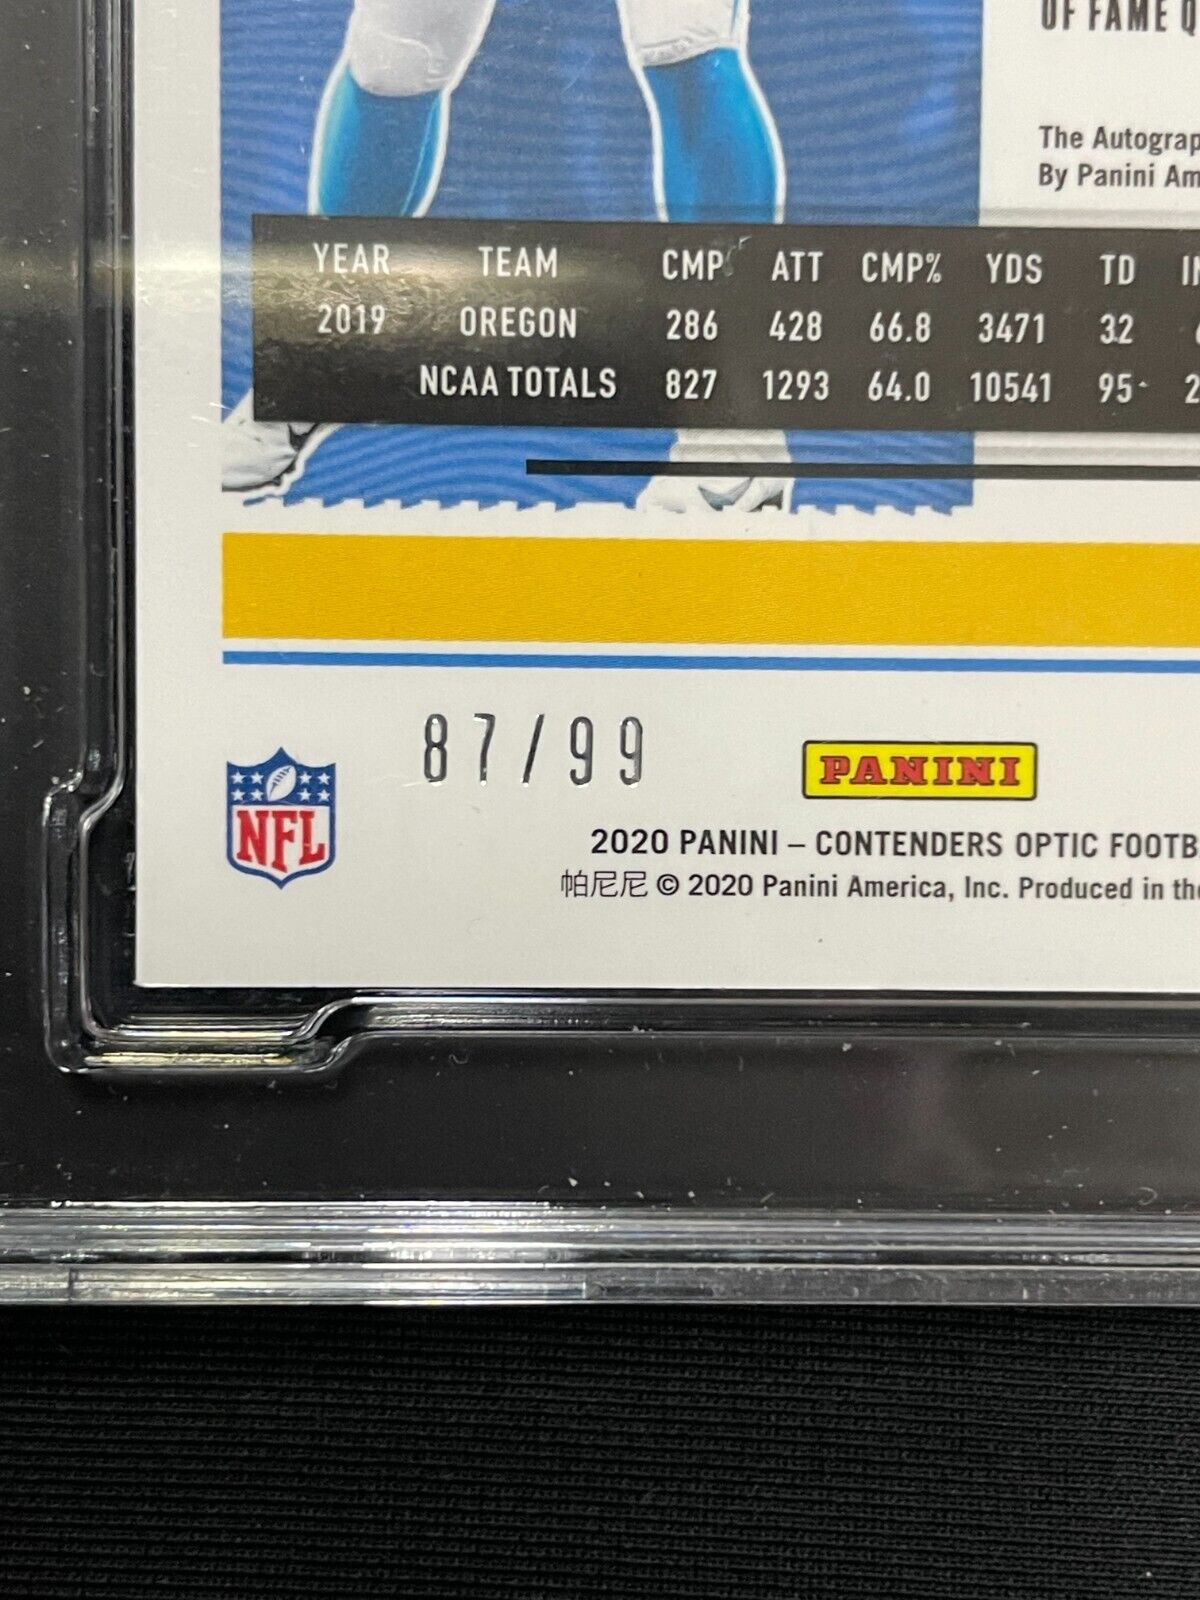 OF FAME Q
The Autograp
By Panini Am
YEAR TEAM CMP ATT CMP% YDS TD IN
2019 OREGON 286 428 66.8 3471 32
NCAA TOTALS 827 1293 64.0 10541 95 2
87/99
NFL
PANINI
2020 PANINI – CONTENDERS OPTIC FOOTB
帕尼尼 © 2020 Panini America, Inc. Produced in the